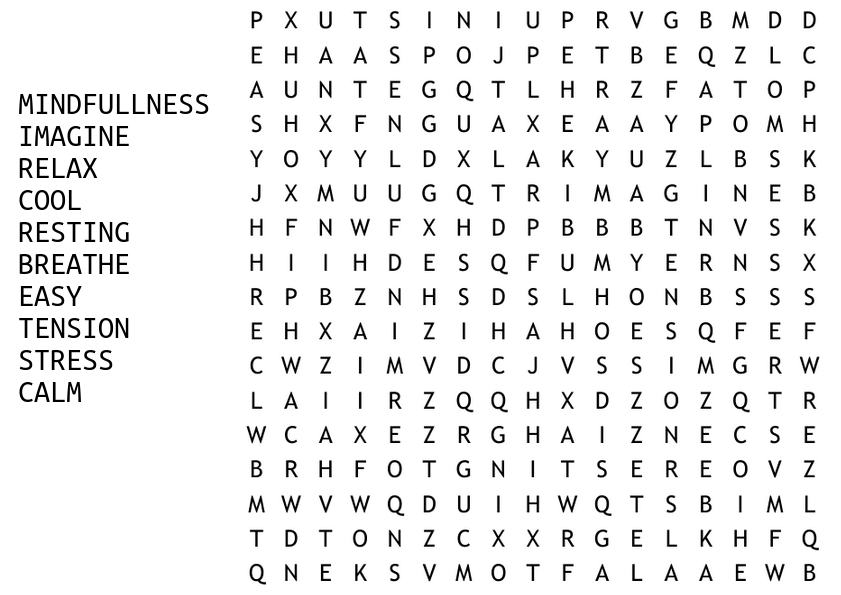 MINDFULLNESS
IMAGINE
RELAX
COOL
RESTING
BREATHE
EASY
TENSION
STRESS
CALM
P X U T S I N I U P R V G B M D D
E H A A S P O J P E T B E Q Z L C
A U N T E G Q T L H R Z F A T O P
S H X F N G U A X E A A Y P O M H
Y O Y Y L D X L A K Y U Z L B S K
J X M U U G Q T R I M A G I N E B
H F N W F X H D P B B B T N V S K
H I I H D E S Q F U M Y E R N S X
R P B Z N H S D S L H O N B S S S
E H X A I Z I H A H O E S Q F E F
C W Z I M V D C J V S S I M G R W
L A I I R Z Q Q H X D Z O Z Q T R
W C A X E Z R G H A I Z N E C S E
B R H F O T G N I T S E R E O V Z
M W V W Q D U I H W Q T S B I M L
T D T O N Z C X X R G E L K H F Q
Q N E K S V M O T F A L A A E W B